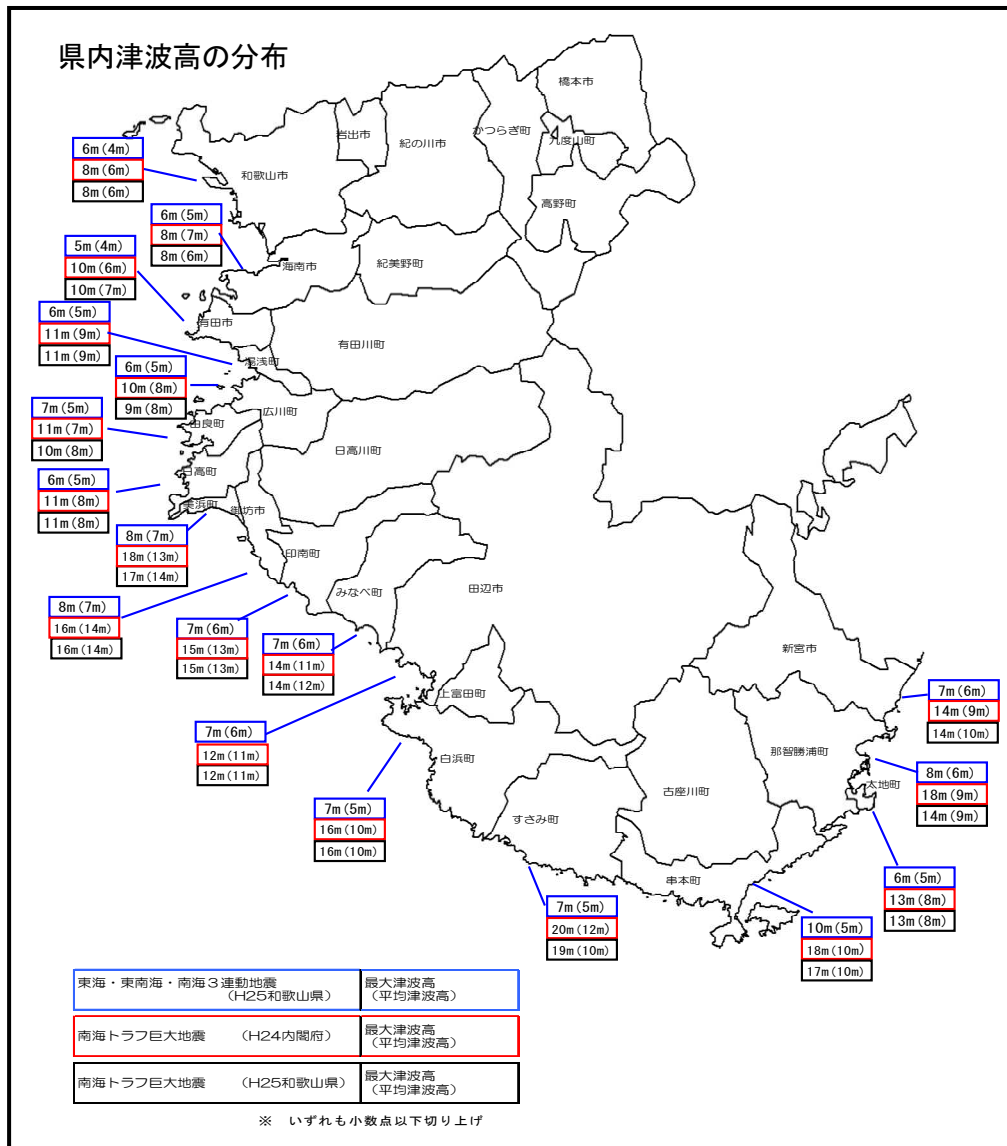 県内津波高の分布
橋本市
岩出市
紀の川市
かつらぎ町
九度山町
和歌山市
高野町
6m(4m)
8m(6m)
8m(6m)
6m(5m)
8m(7m)
8m(6m)
海南市
紀美野町
5m(4m)
10m(6m)
10m(7m)
有田市
有田川町
6m(5m)
11m(9m)
11m(9m)
湯浅町
6m(5m)
10m(8m)
9m(8m)
広川町
7m(5m)
11m(7m)
10m(8m)
由良町
日高川町
6m(5m)
11m(8m)
11m(8m)
日高町
美浜町
御坊市
8m(7m)
18m(13m)
17m(14m)
印南町
みなべ町
田辺市
8m(7m)
16m(14m)
16m(14m)
7m(6m)
15m(13m)
15m(13m)
7m(6m)
14m(11m)
14m(12m)
新宮市
上富田町
7m(6m)
14m(9m)
14m(10m)
7m(6m)
12m(11m)
12m(11m)
白浜町
那智勝浦町
8m(6m)
18m(9m)
14m(9m)
太地町
7m(5m)
16m(10m)
16m(10m)
すさみ町
古座川町
串本町
6m(5m)
13m(8m)
13m(8m)
7m(5m)
20m(12m)
19m(10m)
10m(5m)
18m(10m)
17m(10m)
東海・東南海・南海３連動地震
(H25和歌山県)
最大津波高
（平均津波高）
南海トラフ巨大地震 (H24内閣府)
最大津波高
（平均津波高）
南海トラフ巨大地震 (H25和歌山県)
最大津波高
（平均津波高）
※ いずれも小数点以下切り上げ